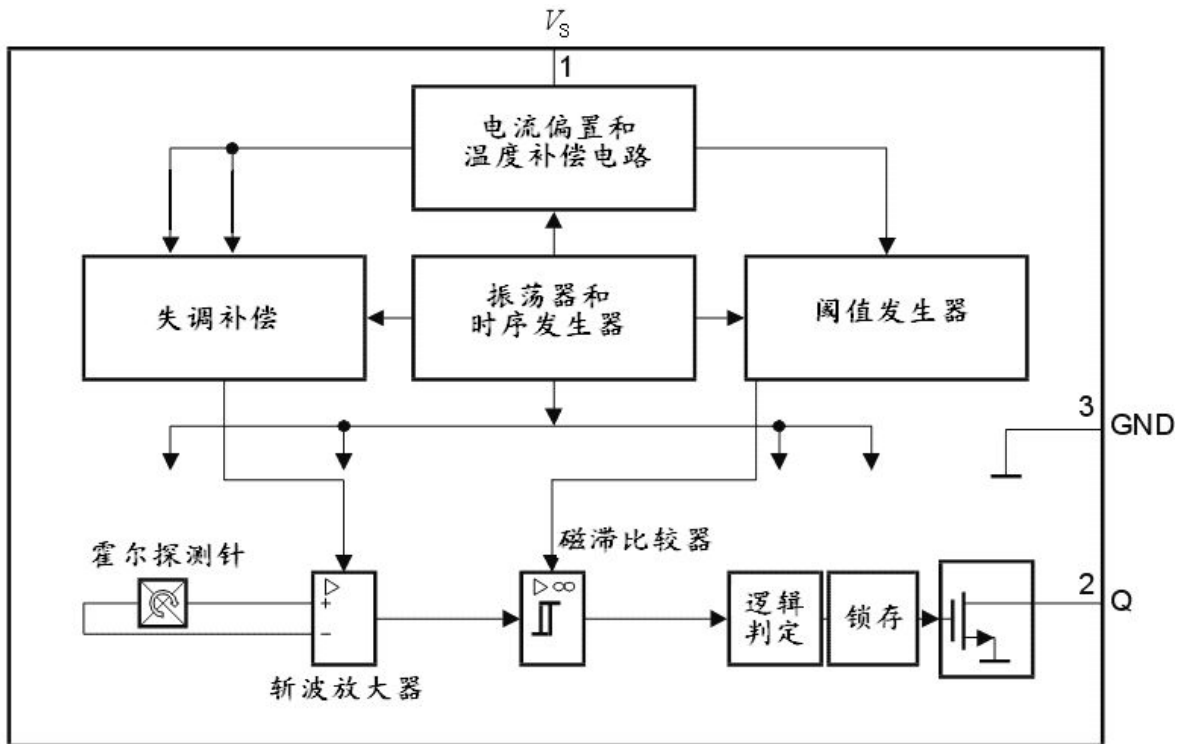 V_S
1
电流偏置和
温度补偿电路
失调补偿
振荡器和
时序发生器
阈值发生器
3
GND
霍尔探测针
磁滞比较器
▷
+
−
▷∞
逻辑
判定
锁存
2
Q
斩波放大器